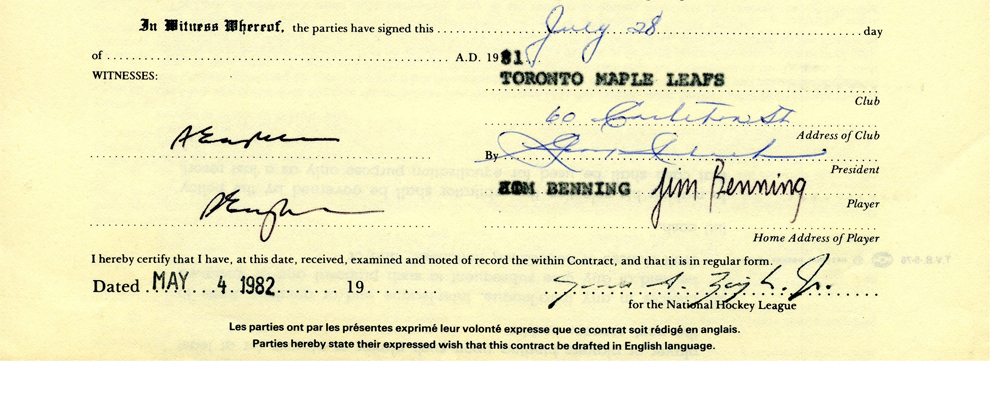 In Witness Whereof, the parties have signed this ........ July 28 ........ day
of ........ A.D. 1981.
WITNESSES:
TORONTO MAPLE LEAFS
Club
60 Carleton St
Address of Club
By
President
JIM BENNING Jim Benning
Player
Home Address of Player
I hereby certify that I have, at this date, received, examined and noted of record the within Contract, and that it is in regular form.
Dated MAY 4 1982 ........ 19 ........
for the National Hockey League
Les parties ont par les présentes exprimé leur volonté expresse que ce contrat soit rédigé en anglais.
Parties hereby state their expressed wish that this contract be drafted in English language.